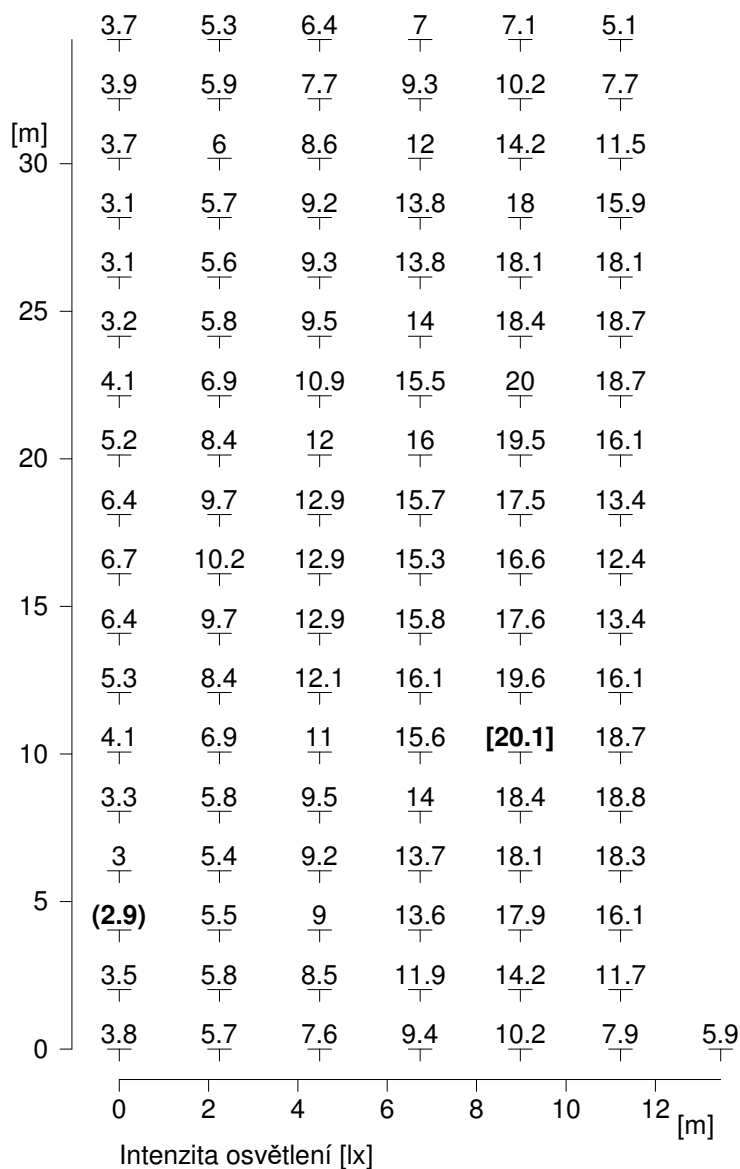 3.7 5.3 6.4 7 7.1 5.1
3.9 5.9 7.7 9.3 10.2 7.7
[m]
3.7 6 8.6 12 14.2 11.5
30
3.1 5.7 9.2 13.8 18 15.9
3.1 5.6 9.3 13.8 18.1 18.1
25
3.2 5.8 9.5 14 18.4 18.7
4.1 6.9 10.9 15.5 20 18.7
5.2 8.4 12 16 19.5 16.1
20
6.4 9.7 12.9 15.7 17.5 13.4
6.7 10.2 12.9 15.3 16.6 12.4
15
6.4 9.7 12.9 15.8 17.6 13.4
5.3 8.4 12.1 16.1 19.6 16.1
4.1 6.9 11 15.6 [20.1] 18.7
10
3.3 5.8 9.5 14 18.4 18.8
3 5.4 9.2 13.7 18.1 18.3
5
(2.9) 5.5 9 13.6 17.9 16.1
3.5 5.8 8.5 11.9 14.2 11.7
3.8 5.7 7.6 9.4 10.2 7.9 5.9
0
0 2 4 6 8 10 12
[m]
Intenzita osvětlení [lx]